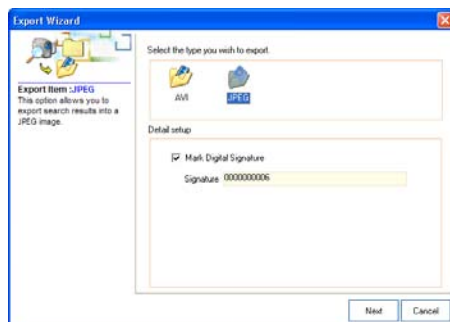 Export Wizard
Export Item :JPEG
This option allows you to
export search results into a
JPEG image.
Select the type you wish to export.
AVI
JPEG
Detail setup
Mark Digital Signature
Signature 0000000006
Next
Cancel